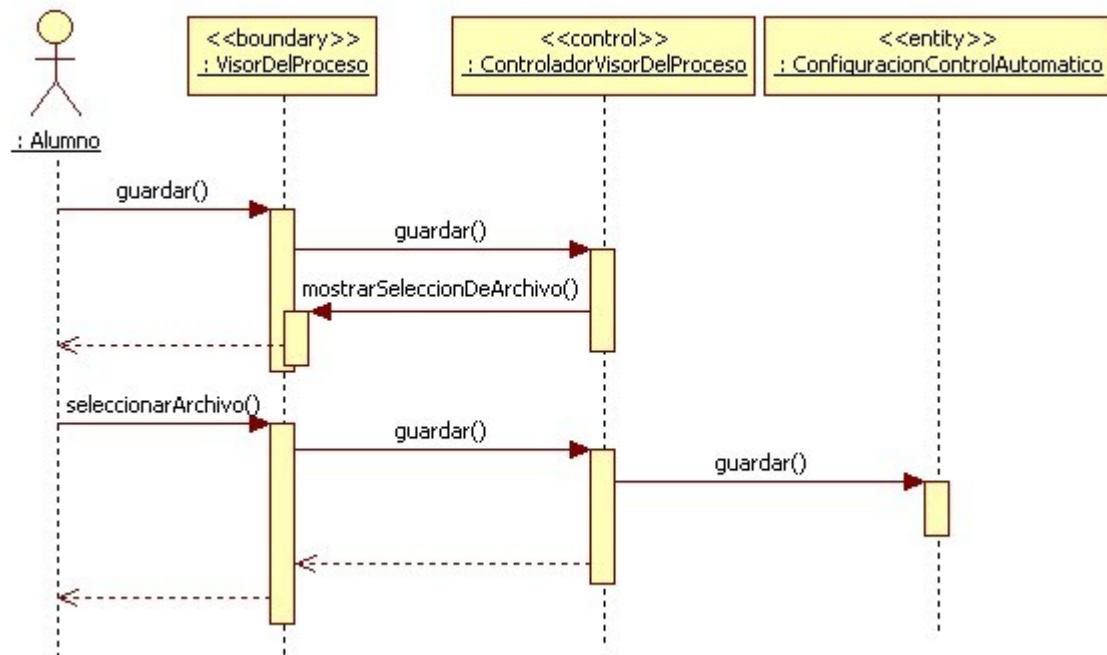 <<boundary>>
: VisorDelProceso
<<control>>
: ControladorVisorDelProceso
<<entity>>
: ConfiguracionControlAutomatico
: Alumno
guardar()
guardar()
mostrarSeleccionDeArchivo()
seleccionarArchivo()
guardar()
guardar()